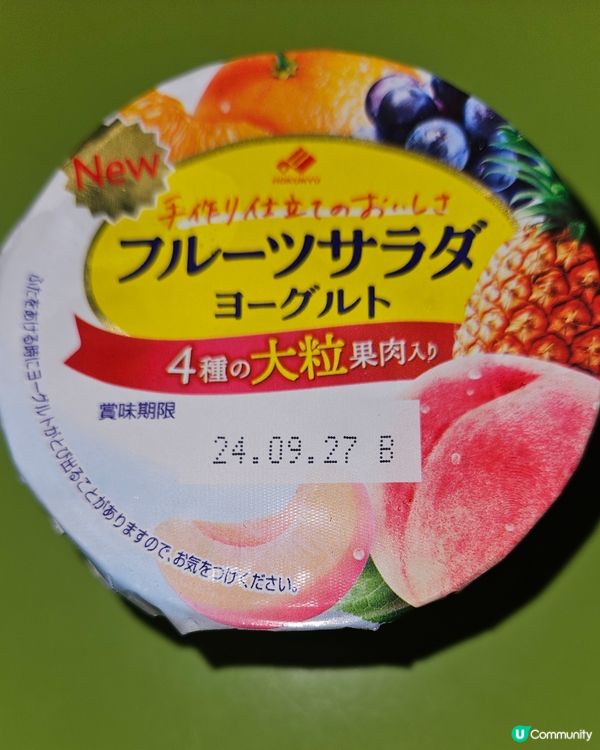 New
HOKUNYU
手作り仕立てのおいしさ
フルーツサラダ
ヨーグルト
4種の大粒果肉入り
賞味期限
24.09.27 B
ふたをあける時にヨーグルトがとび出ることがありますので、お気をつけください。
U Community